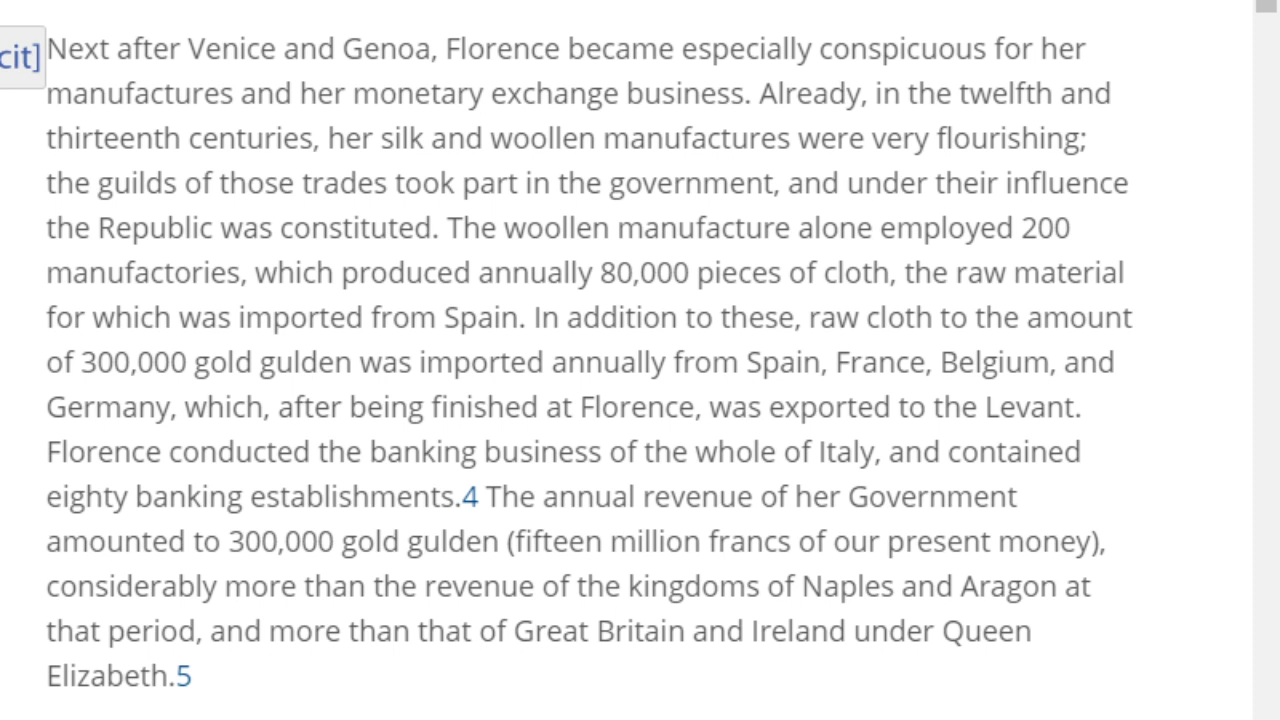 cit]
Next after Venice and Genoa, Florence became especially conspicuous for her
manufactures and her monetary exchange business. Already, in the twelfth and
thirteenth centuries, her silk and woollen manufactures were very flourishing;
the guilds of those trades took part in the government, and under their influence
the Republic was constituted. The woollen manufacture alone employed 200
manufactories, which produced annually 80,000 pieces of cloth, the raw material
for which was imported from Spain. In addition to these, raw cloth to the amount
of 300,000 gold gulden was imported annually from Spain, France, Belgium, and
Germany, which, after being finished at Florence, was exported to the Levant.
Florence conducted the banking business of the whole of Italy, and contained
eighty banking establishments.4 The annual revenue of her Government
amounted to 300,000 gold gulden (fifteen million francs of our present money),
considerably more than the revenue of the kingdoms of Naples and Aragon at
that period, and more than that of Great Britain and Ireland under Queen
Elizabeth.5